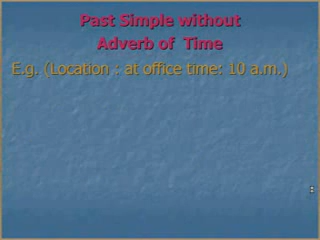 Past Simple without
Adverb of Time
E.g. (Location : at office time: 10 a.m.)